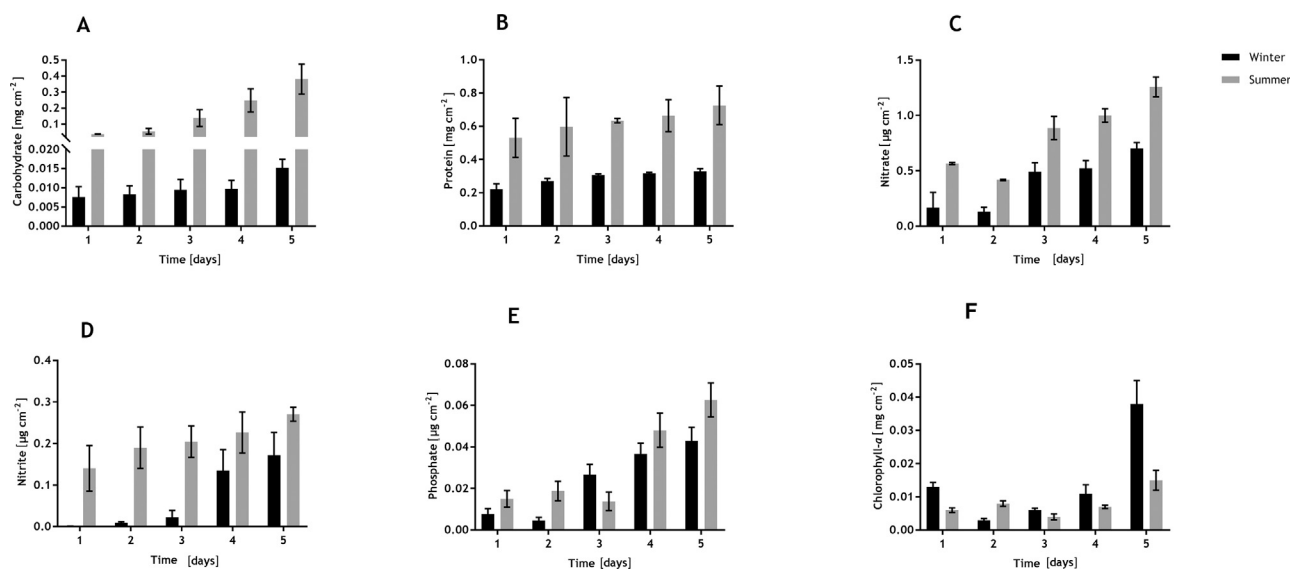 A
Carbohydrate [mg cm⁻²]
0.5
0.4
0.3
0.2
0.1
0.020
0.015
0.010
0.005
0.000
1 2 3 4 5
Time [days]
B
Protein [mg cm⁻²]
1.0
0.8
0.6
0.4
0.2
0.0
1 2 3 4 5
Time [days]
C
Nitrate [µg cm⁻²]
1.5
1.0
0.5
0.0
1 2 3 4 5
Time [days]
Winter
Summer
D
Nitrite [µg cm⁻²]
0.4
0.3
0.2
0.1
0.0
1 2 3 4 5
Time [days]
E
Phosphate [µg cm⁻²]
0.08
0.06
0.04
0.02
0.00
1 2 3 4 5
Time [days]
F
Chlorophyll-a [mg cm⁻²]
0.05
0.04
0.03
0.02
0.01
0.00
1 2 3 4 5
Time [days]